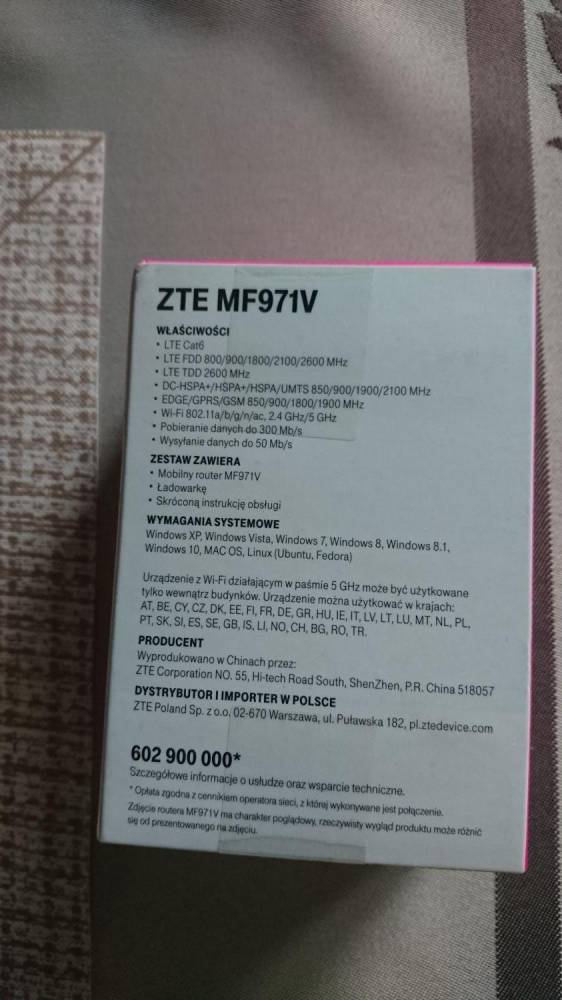 ZTE MF971V
WŁAŚCIWOŚCI
• LTE Cat6
• LTE FDD 800/900/1800/2100/2600 MHz
• LTE TDD 2600 MHz
• DC-HSPA+/HSPA+/HSPA/UMTS 850/900/1900/2100 MHz
• EDGE/GPRS/GSM 850/900/1800/1900 MHz
• Wi-Fi 802.11a/b/g/n/ac, 2.4 GHz/5 GHz
• Pobieranie danych do 300 Mb/s
• Wysyłanie danych do 50 Mb/s
ZESTAW ZAWIERA
• Mobilny router MF971V
• Ładowarkę
• Skróconą instrukcję obsługi
WYMAGANIA SYSTEMOWE
Windows XP, Windows Vista, Windows 7, Windows 8, Windows 8.1,
Windows 10, MAC OS, Linux (Ubuntu, Fedora)
Urządzenie z Wi-Fi działającym w paśmie 5 GHz może być użytkowane
tylko wewnątrz budynków. Urządzenie można użytkować w krajach:
AT, BE, CY, CZ, DK, EE, FI, FR, DE, GR, HU, IE, IT, LV, LT, LU, MT, NL, PL,
PT, SK, SI, ES, SE, GB, IS, LI, NO, CH, BG, RO, TR.
PRODUCENT
Wyprodukowano w Chinach przez:
ZTE Corporation NO. 55, Hi-tech Road South, ShenZhen, P.R. China 518057
DYSTRYBUTOR I IMPORTER W POLSCE
ZTE Poland Sp. z o.o. 02-670 Warszawa, ul. Puławska 182, pl.ztedevice.com
602 900 000*
Szczegółowe informacje o usłudze oraz wsparcie techniczne.
* Opłata zgodna z cennikiem operatora sieci, z której wykonywane jest połączenie.
Zdjęcie routera MF971V ma charakter poglądowy, rzeczywisty wygląd produktu może różnić
się od prezentowanego na zdjęciu.